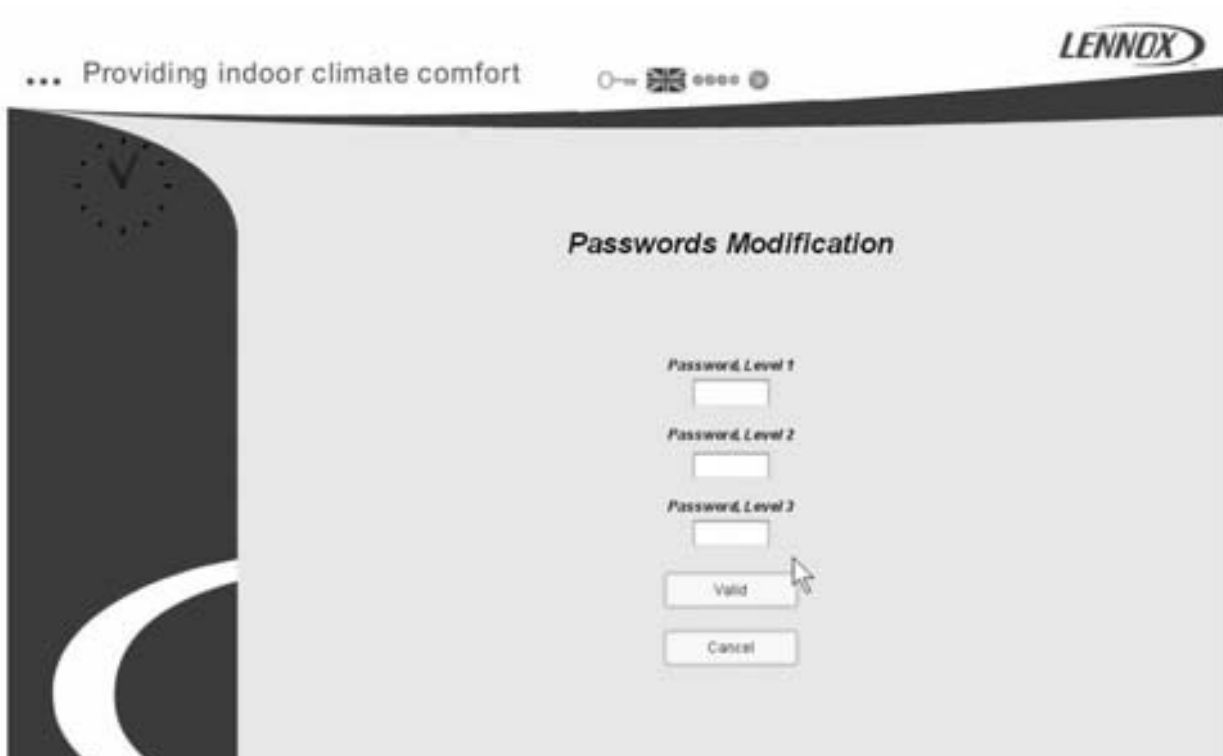 ... Providing indoor climate comfort
LENNOX
Passwords Modification
Password, Level 1
Password, Level 2
Password, Level 3
Valid
Cancel